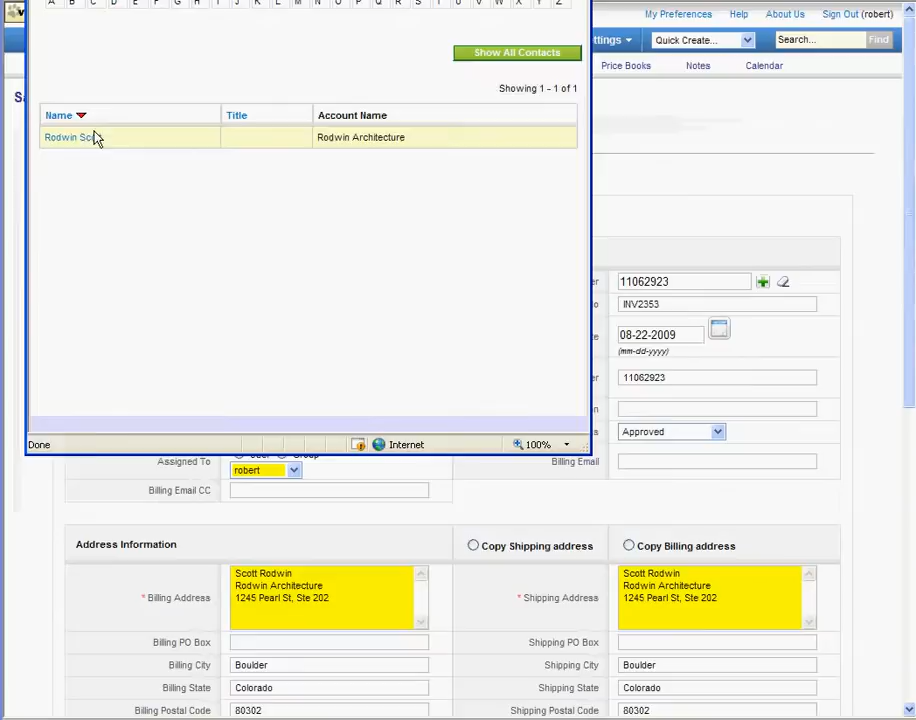 A B C D E F G H I J K L M N O P Q R S T U V W X Y Z
My Preferences Help About Us Sign Out (robert)
ettings Quick Create... Search... Find
Show All Contacts
Price Books Notes Calendar
Showing 1 - 1 of 1
Name Title Account Name
Rodwin Scott Rodwin Architecture
11062923
INV2353
08-22-2009
(mm-dd-yyyy)
11062923
Approved
Done Internet 100%
Assigned To
robert
Billing Email
Billing Email CC
Address Information Copy Shipping address Copy Billing address
* Billing Address
Scott Rodwin
Rodwin Architecture
1245 Pearl St, Ste 202
* Shipping Address
Scott Rodwin
Rodwin Architecture
1245 Pearl St, Ste 202
Billing PO Box Shipping PO Box
Billing City Boulder Shipping City Boulder
Billing State Colorado Shipping State Colorado
Billing Postal Code 80302 Shipping Postal Code 80302